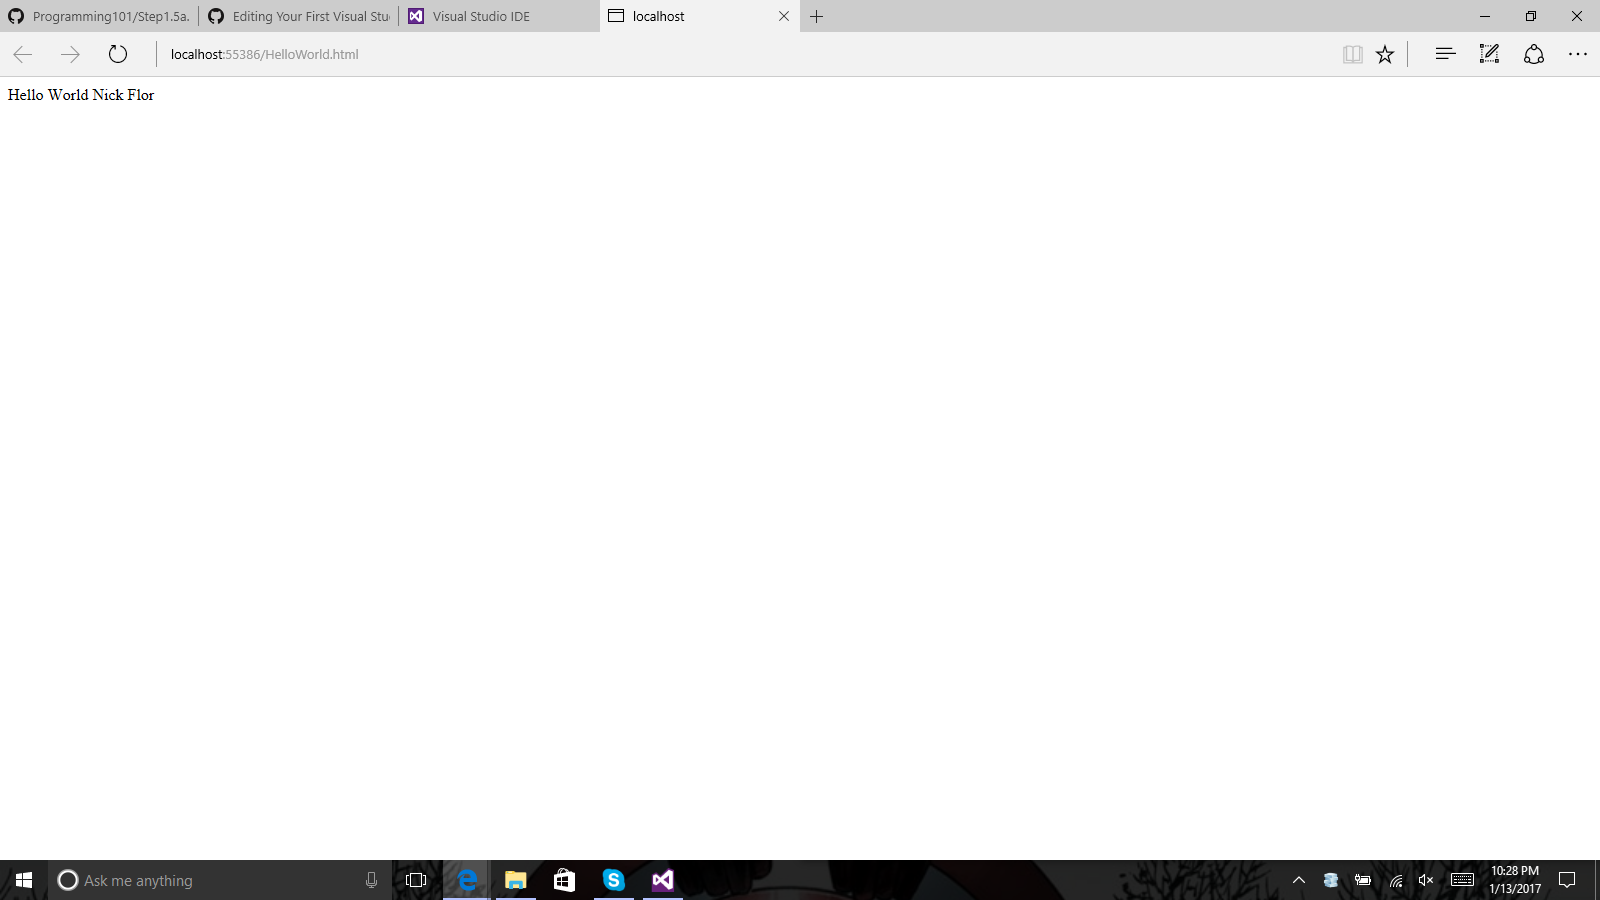 Programming101/Step1.5a.
Editing Your First Visual Stu
Visual Studio IDE
localhost
localhost:55386/HelloWorld.html
Hello World Nick Flor
Ask me anything
10:28 PM
1/13/2017